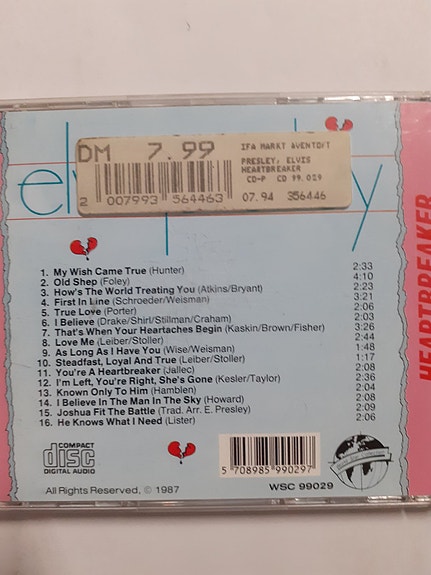 DM 7.99
IFA MARKT AVENTOFT
PRESLEY, ELVIS
HEARTBREAKER
CD-P CD 99.029
2 007993 564463
07.94 356446
HEARTBREAKER
1. My Wish Came True (Hunter) 2:33
2. Old Shep (Foley) 4:10
3. How's The World Treating You (Atkins/Bryant) 2:23
4. First In Line (Schroeder/Weisman) 3:21
5. True Love (Porter) 2:06
6. I Believe (Drake/Shirl/Stillman/Craham) 2:03
7. That's When Your Heartaches Begin (Kaskin/Brown/Fisher) 3:26
8. Love Me (Leiber/Stoller) 2:44
9. As Long As I Have You (Wise/Weisman) 1:48
10. Steadfast, Loyal And True (Leiber/Stoller) 1:17
11. You're A Heartbreaker (Jallec) 2:08
12. I'm Left, You're Right, She's Gone (Kesler/Taylor) 2:36
13. Known Only To Him (Hamblen) 2:04
14. I Believe In The Man In The Sky (Howard) 2:08
15. Joshua Fit The Battle (Trad. Arr. E. Presley) 2:09
16. He Knows What I Need (Lister) 2:06
COMPACT
disc
DIGITAL AUDIO
5 708985 990297
All Rights Reserved, © 1987
WSC 99029